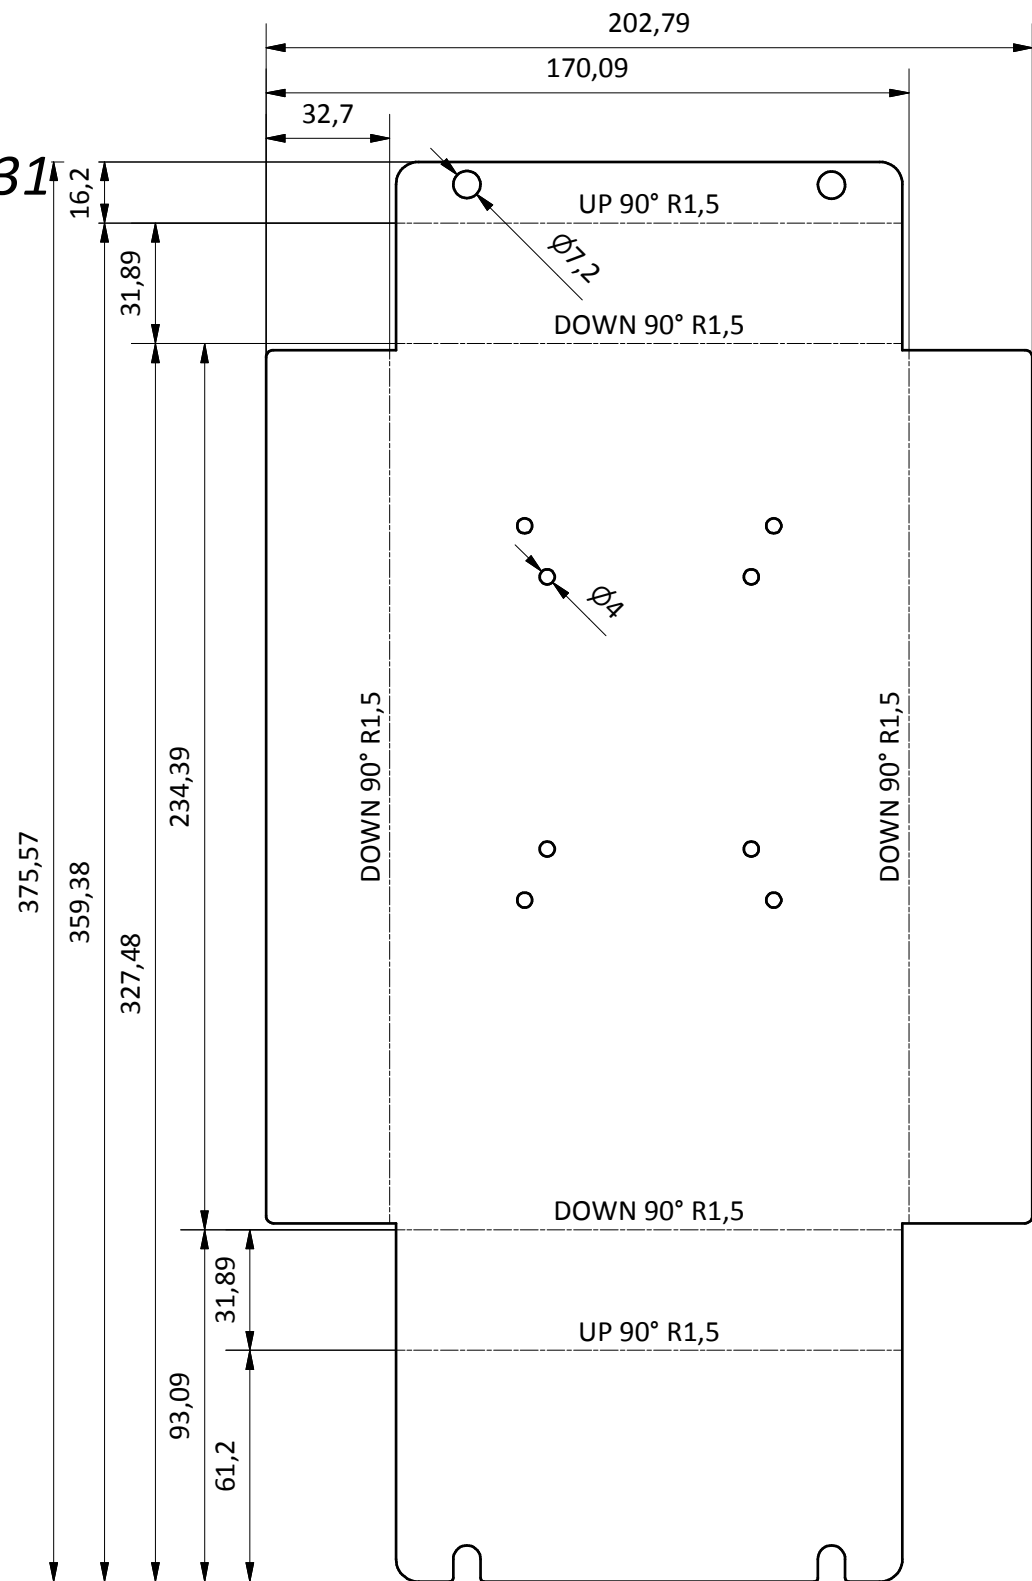 202,79
170,09
32,7
31
16,2
UP 90° R1,5
Ø7,2
31,89
DOWN 90° R1,5
Ø4
DOWN 90° R1,5
DOWN 90° R1,5
234,39
375,57
359,38
327,48
DOWN 90° R1,5
31,89
UP 90° R1,5
93,09
61,2